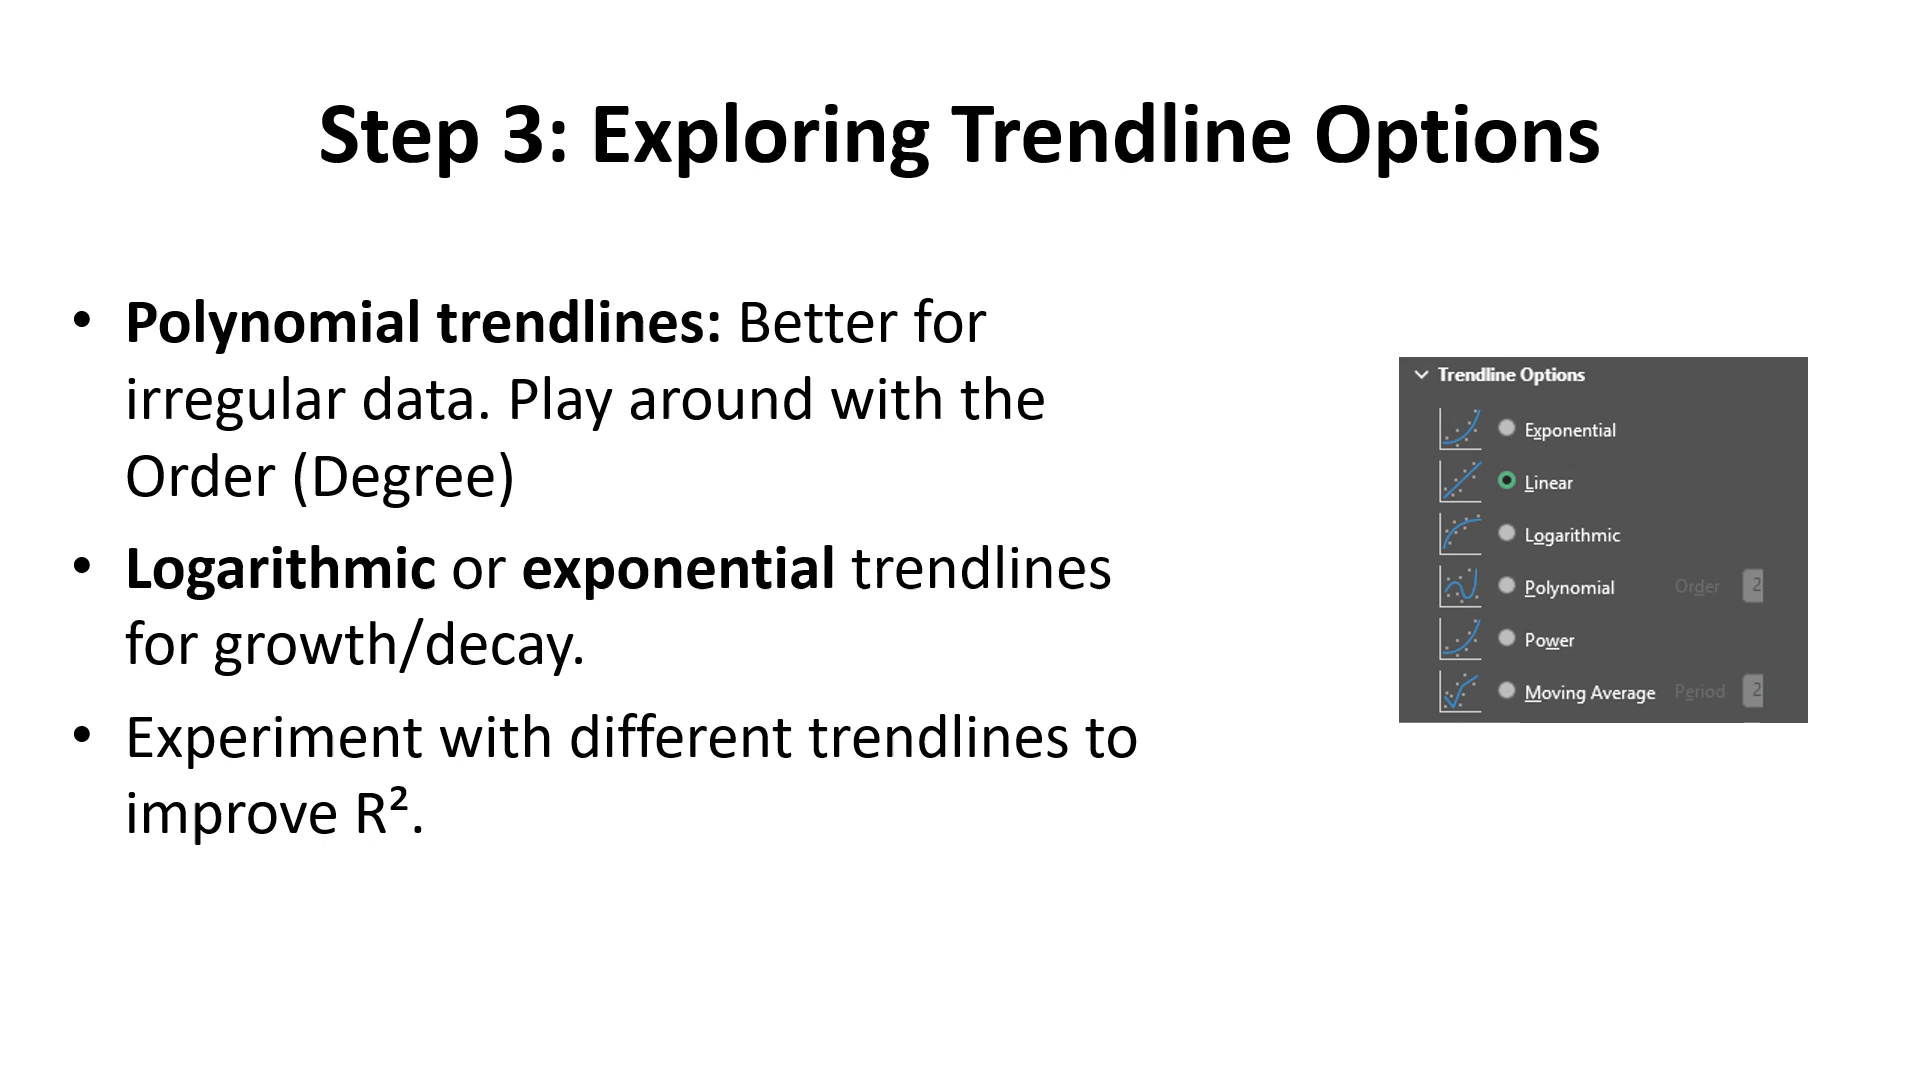 Step 3: Exploring Trendline Options
• Polynomial trendlines: Better for
irregular data. Play around with the
Order (Degree)
• Logarithmic or exponential trendlines
for growth/decay.
• Experiment with different trendlines to
improve R².
Trendline Options
Exponential
Linear
Logarithmic
Polynomial Order 2
Power
Moving Average Period 2